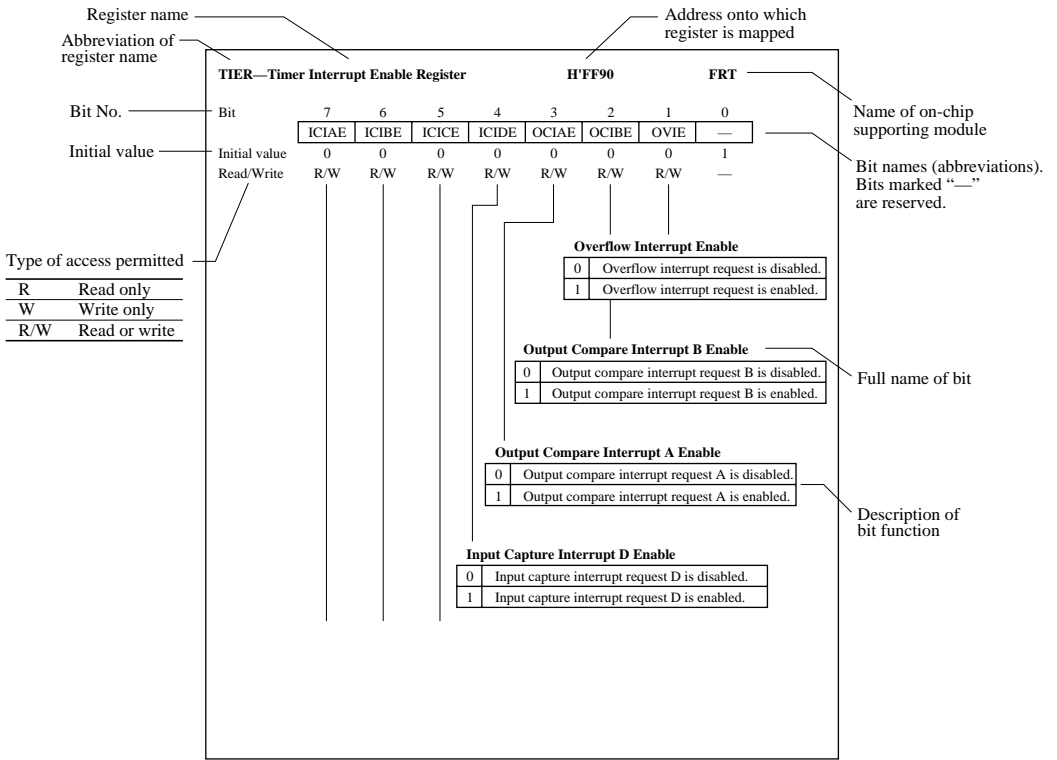 Register name
Address onto which
register is mapped
Abbreviation of
register name
TIER—Timer Interrupt Enable Register H'FF90 FRT
Bit No.
Bit 7 6 5 4 3 2 1 0
Name of on-chip
supporting module
ICIAE ICIBE ICICE ICIDE OCIAE OCIBE OVIE —
Initial value
Initial value 0 0 0 0 0 0 0 1
Read/Write R/W R/W R/W R/W R/W R/W R/W —
Bit names (abbreviations).
Bits marked “—”
are reserved.
Type of access permitted
R Read only
W Write only
R/W Read or write
Overflow Interrupt Enable
0 Overflow interrupt request is disabled.
1 Overflow interrupt request is enabled.
Output Compare Interrupt B Enable
0 Output compare interrupt request B is disabled.
1 Output compare interrupt request B is enabled.
Full name of bit
Output Compare Interrupt A Enable
0 Output compare interrupt request A is disabled.
1 Output compare interrupt request A is enabled.
Description of
bit function
Input Capture Interrupt D Enable
0 Input capture interrupt request D is disabled.
1 Input capture interrupt request D is enabled.